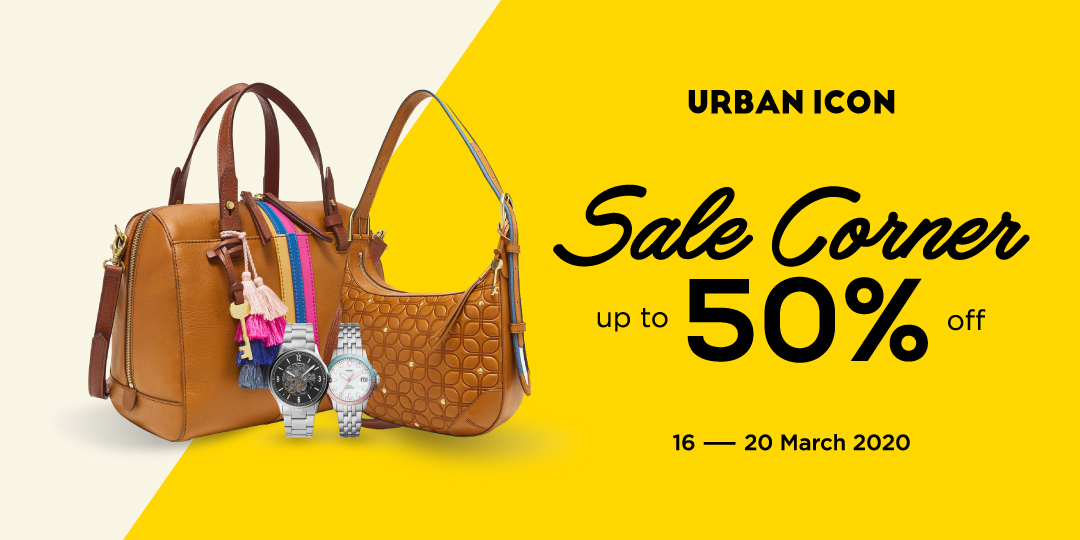 URBAN ICON
Sale Corner
up to 50% off
16 — 20 March 2020